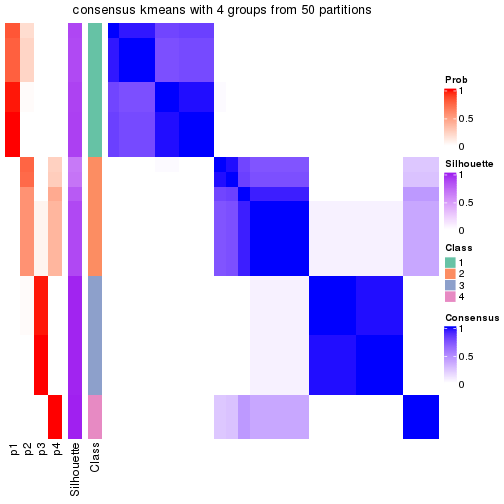 consensus kmeans with 4 groups from 50 partitions
Prob
1
0.5
0
Silhouette
1
0.5
0
Class
1
2
3
4
Consensus
1
0.5
0
p1
p2
p3
p4
Silhouette
Class